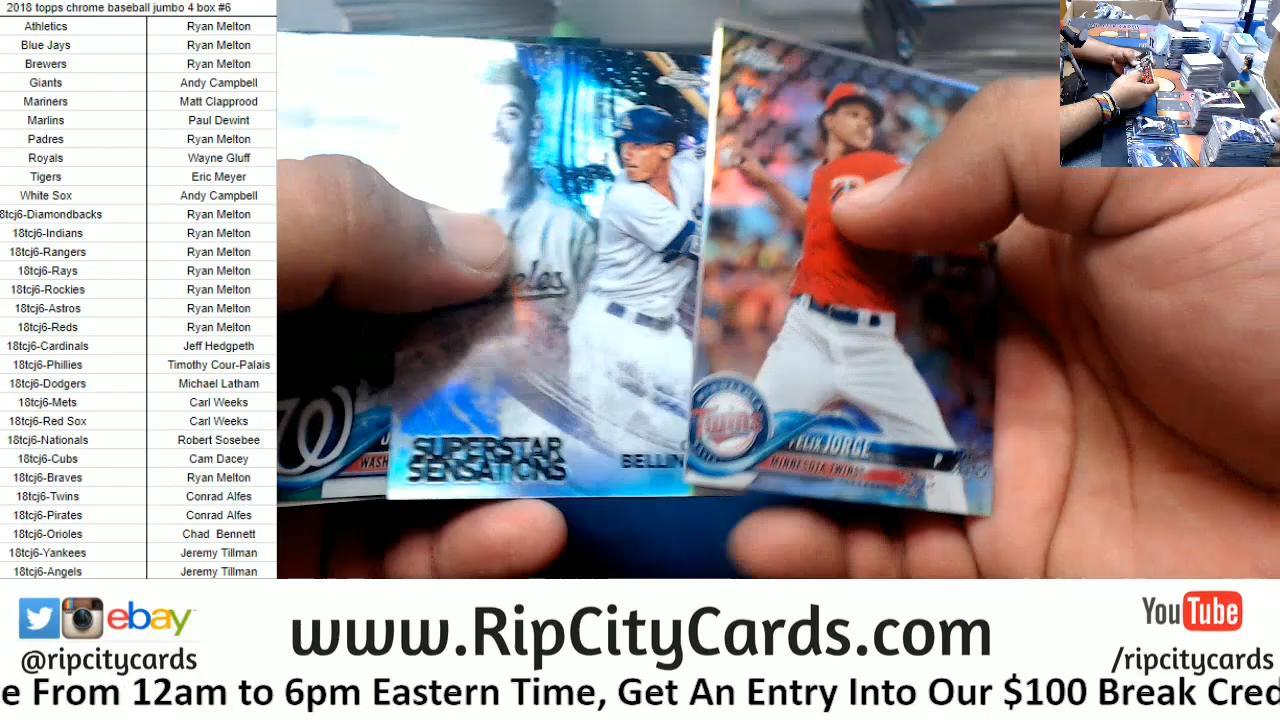 2018 topps chrome baseball jumbo 4 box #6
Athletics Ryan Melton
Blue Jays Ryan Melton
Brewers Ryan Melton
Giants Andy Campbell
Mariners Matt Clapprood
Marlins Paul Dewint
Padres Ryan Melton
Royals Wayne Gluff
Tigers Eric Meyer
White Sox Andy Campbell
8tcj6-Diamondbacks Ryan Melton
18tcj6-Indians Ryan Melton
18tcj6-Rangers Ryan Melton
18tcj6-Rays Ryan Melton
18tcj6-Rockies Ryan Melton
18tcj6-Astros Ryan Melton
18tcj6-Reds Ryan Melton
18tcj6-Cardinals Jeff Hedgpeth
18tcj6-Phillies Timothy Cour-Palais
18tcj6-Dodgers Michael Latham
18tcj6-Mets Carl Weeks
18tcj6-Red Sox Carl Weeks
18tcj6-Nationals Robert Sosebee
18tcj6-Cubs Cam Dacey
18tcj6-Braves Ryan Melton
18tcj6-Twins Conrad Alfes
18tcj6-Pirates Conrad Alfes
18tcj6-Orioles Chad Bennett
18tcj6-Yankees Jeremy Tillman
18tcj6-Angels Jeremy Tillman
W
J
WASH
SUPERSTAR
SENSATIONS
BELLIN
Twins
FELIX JORGE
MINNESOTA TWINS
ebay
@ripcitycards
www.RipCityCards.com
YouTube
/ripcitycards
e From 12am to 6pm Eastern Time, Get An Entry Into Our $100 Break Cred